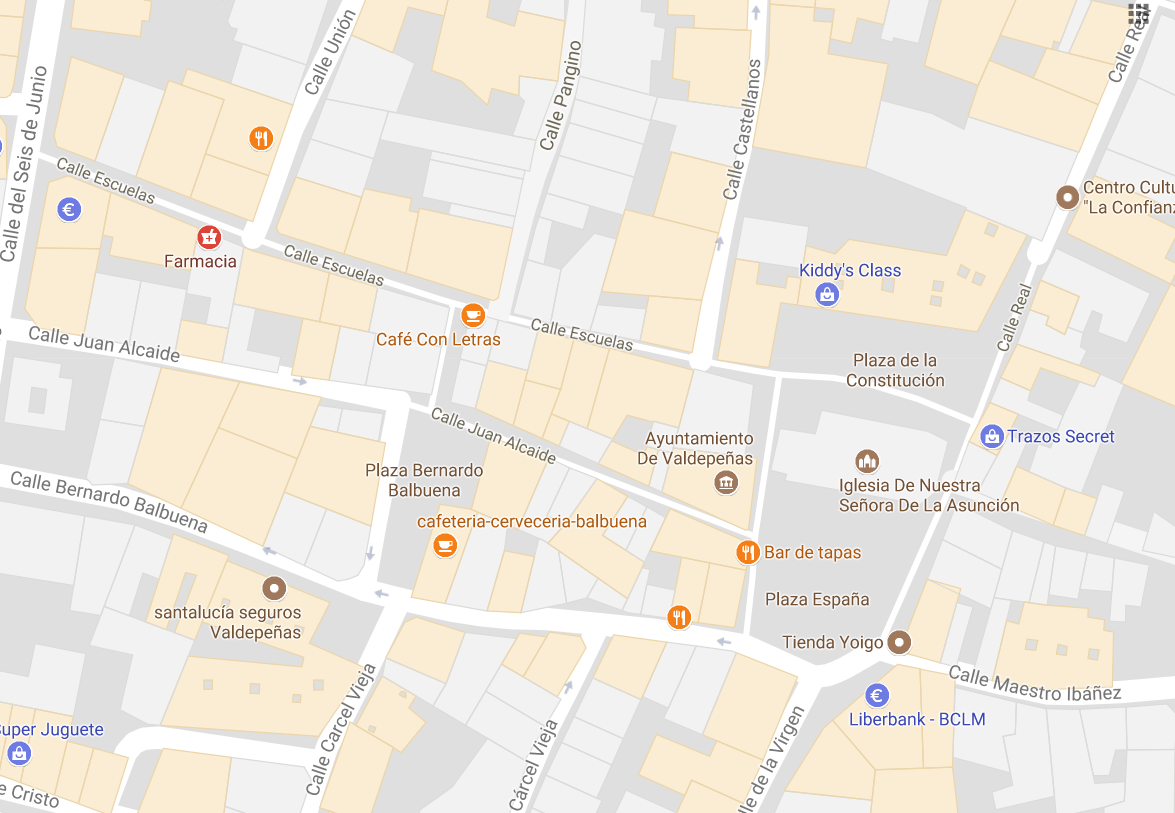 Calle Unión
Calle Pangino
Calle Castellanos
Calle Real
Calle del Seis de Junio
Calle Escuelas
Centro Cultu
"La Confianz
Farmacia
Calle Escuelas
Kiddy's Class
Calle Real
Café Con Letras
Calle Escuelas
Calle Juan Alcaide
Plaza de la
Constitución
Calle Juan Alcaide
Trazos Secret
Ayuntamiento
De Valdepeñas
Plaza Bernardo
Balbuena
Iglesia De Nuestra
Señora De La Asunción
Calle Bernardo Balbuena
cafeteria-cerveceria-balbuena
Bar de tapas
Plaza España
santalucía seguros
Valdepeñas
Tienda Yoigo
Calle Maestro Ibáñez
Calle Carcel Vieja
Liberbank - BCLM
Super Juguete
Cárcel Vieja
lle de la Virgen
e Cristo